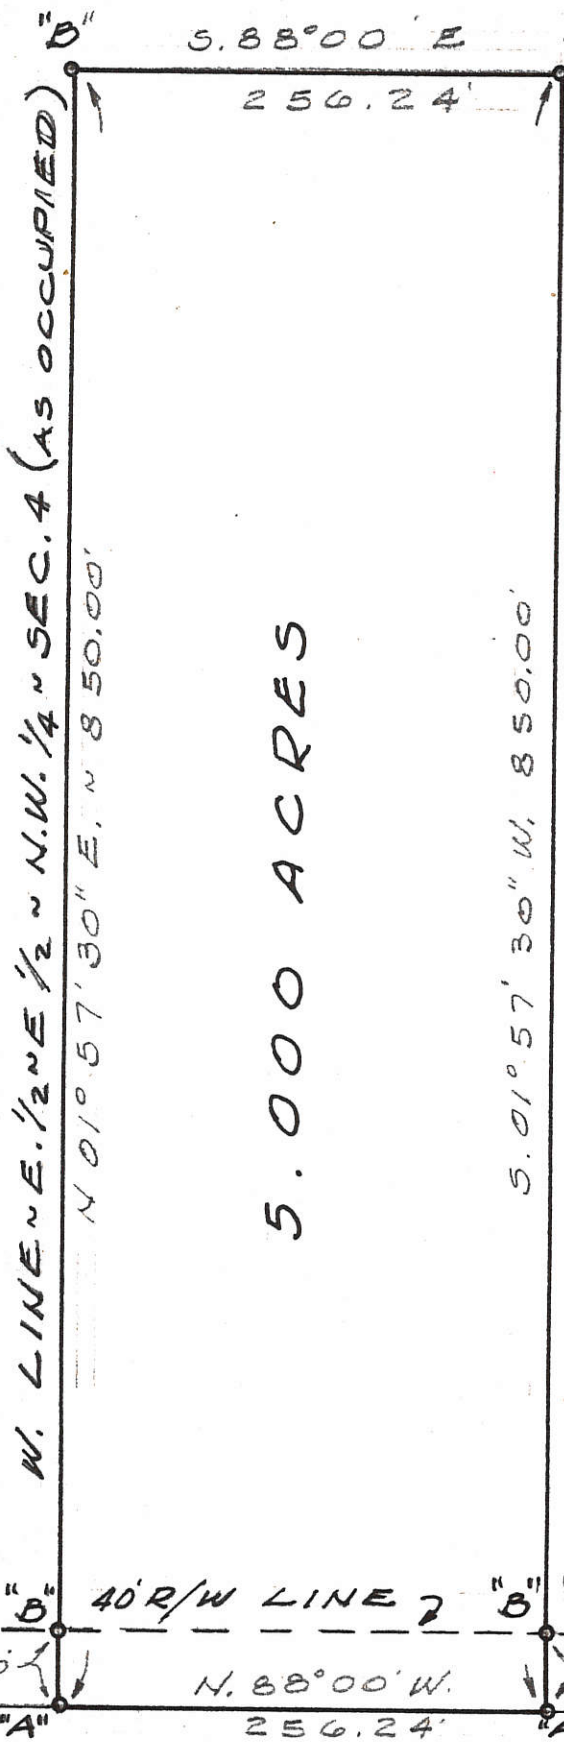 "B"
S. 88°00' E
256.24'
W. LINE ~ E. 1/2 ~ E 1/2 ~ N.W. 1/4 ~ SEC. 4 (AS OCCUPIED)
N 01° 57' 30" E. ~ 850.00'
5.000 ACRES
S. 01° 57' 30" W. 850.00'
"B"
40' R/W LINE
"B"
N. 88°00' W.
256.24'
"A"
"A